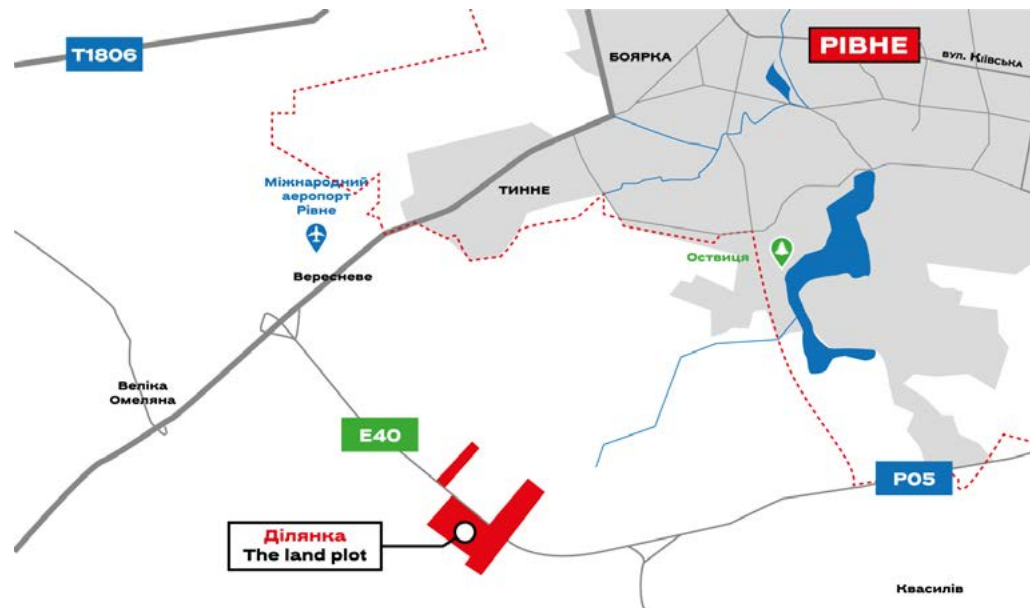 T1806
БОЯРКА
РІВНЕ
вул. Київська
Міжнародний
аеропорт
Рівне
ТИННЕ
Оствиця
Вересневе
Веліка
Омеляна
E40
P05
Ділянка
The land plot
Квасилів